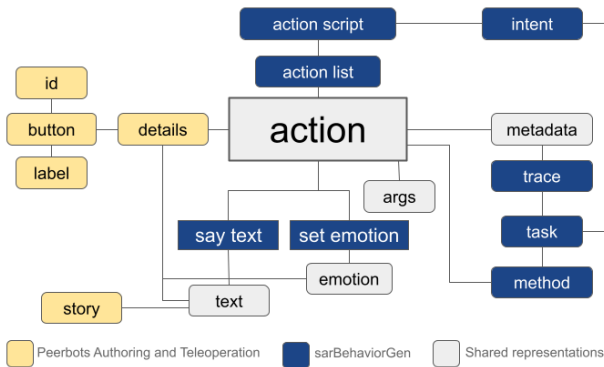 action script
intent
action list
id
button
details
action
metadata
label
trace
args
say text
set emotion
task
emotion
method
story
text
Peerbots Authoring and Teleoperation
sarBehaviorGen
Shared representations